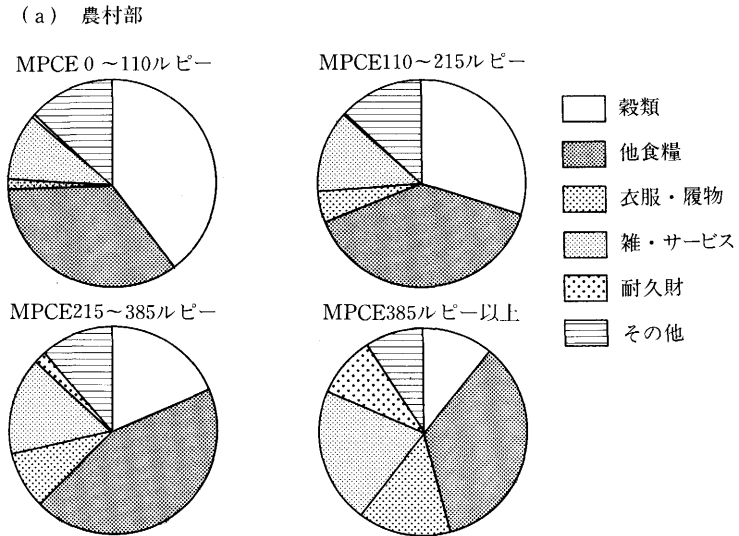 (a) 農村部
MPCE 0～110ルピー
MPCE110～215ルピー
穀類
他食糧
衣服・履物
雑・サービス
耐久財
その他
MPCE215～385ルピー
MPCE385ルピー以上